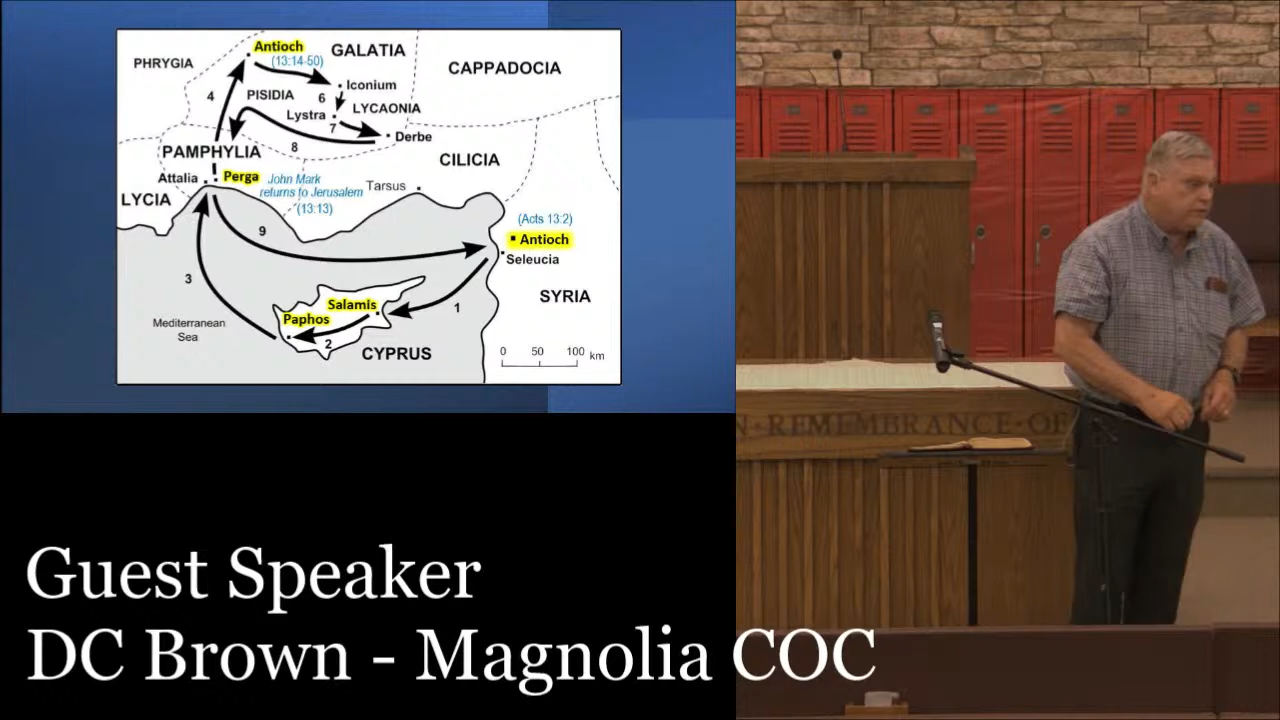 Antioch
(13:14-50)
GALATIA
PHRYGIA
CAPPADOCIA
4
PISIDIA
6
Iconium
LYCAONIA
Lystra
7
Derbe
8
PAMPHYLIA
CILICIA
Attalia
Perga
John Mark
returns to Jerusalem
(13:13)
Tarsus
LYCIA
9
(Acts 13:2)
Antioch
Seleucia
3
SYRIA
Salamis
1
Paphos
2
Mediterranean
Sea
CYPRUS
0 50 100 km
N·REMEMBRANCE·OF
Guest Speaker
DC Brown - Magnolia COC